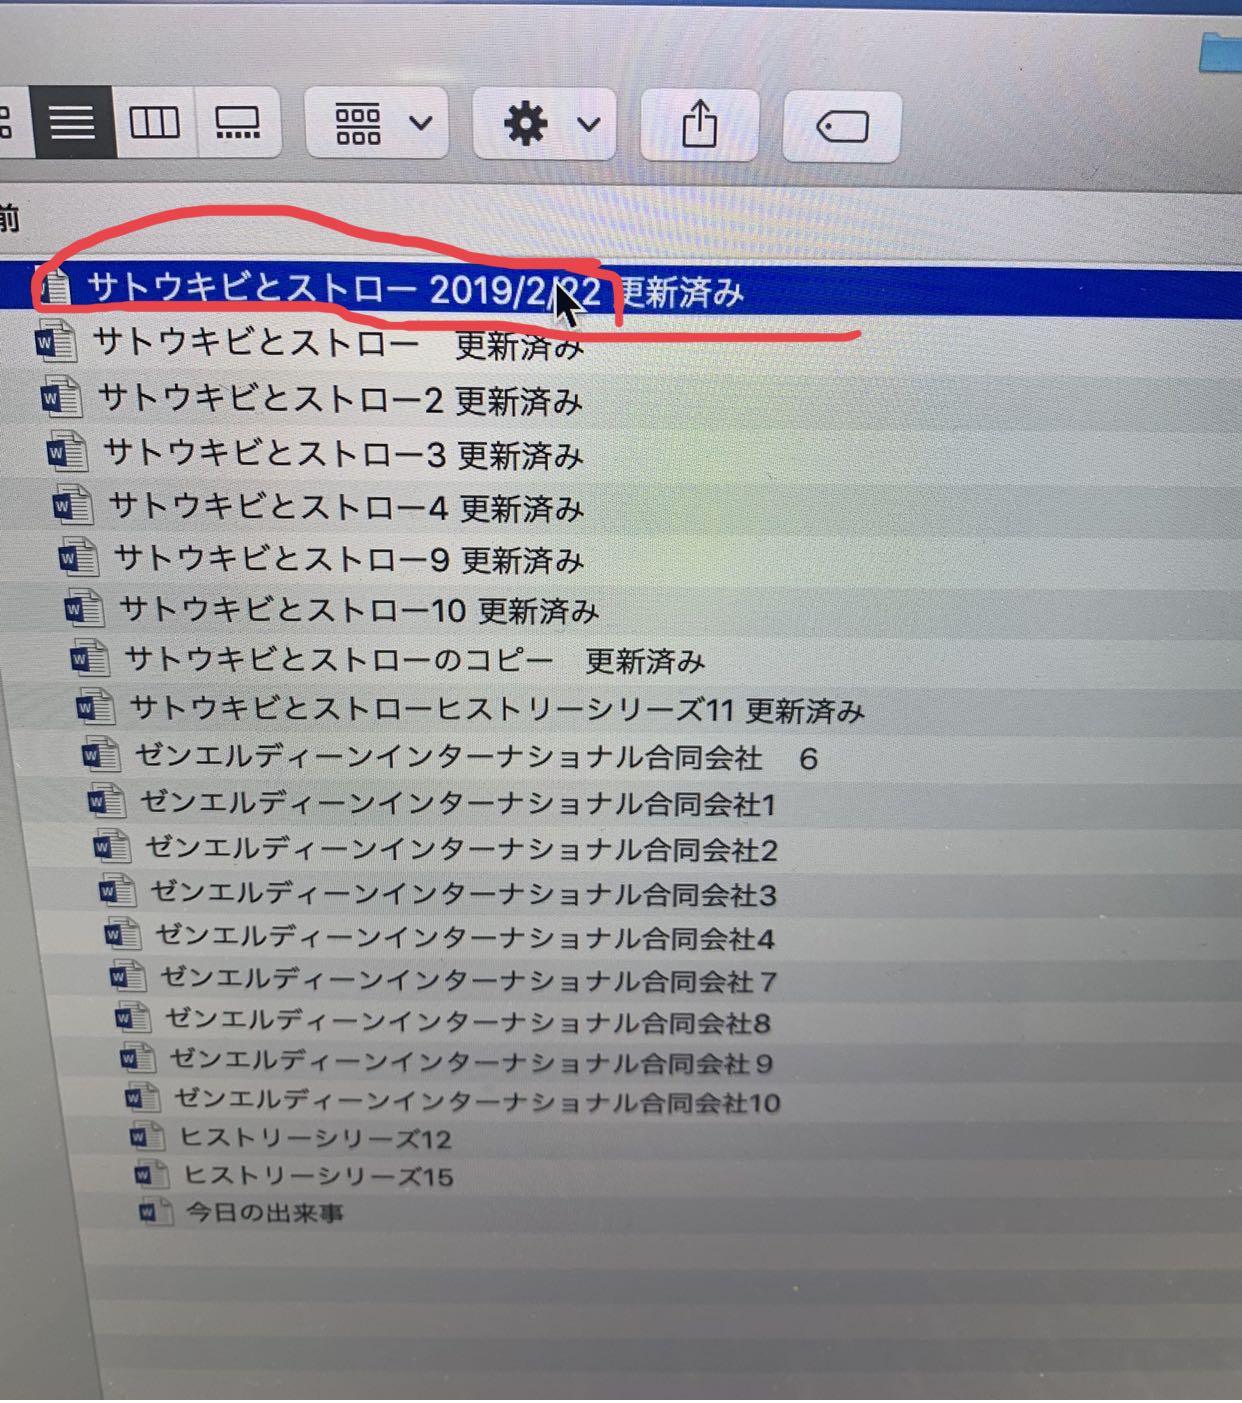 前
サトウキビとストロー 2019/2/22 更新済み
サトウキビとストロー　更新済み
サトウキビとストロー2 更新済み
サトウキビとストロー3 更新済み
サトウキビとストロー4 更新済み
サトウキビとストロー9 更新済み
サトウキビとストロー10 更新済み
サトウキビとストローのコピー　更新済み
サトウキビとストローヒストリーシリーズ11 更新済み
ゼンエルディーンインターナショナル合同会社　6
ゼンエルディーンインターナショナル合同会社1
ゼンエルディーンインターナショナル合同会社2
ゼンエルディーンインターナショナル合同会社3
ゼンエルディーンインターナショナル合同会社4
ゼンエルディーンインターナショナル合同会社 7
ゼンエルディーンインターナショナル合同会社8
ゼンエルディーンインターナショナル合同会社 9
ゼンエルディーンインターナショナル合同会社10
ヒストリーシリーズ12
ヒストリーシリーズ15
今日の出来事